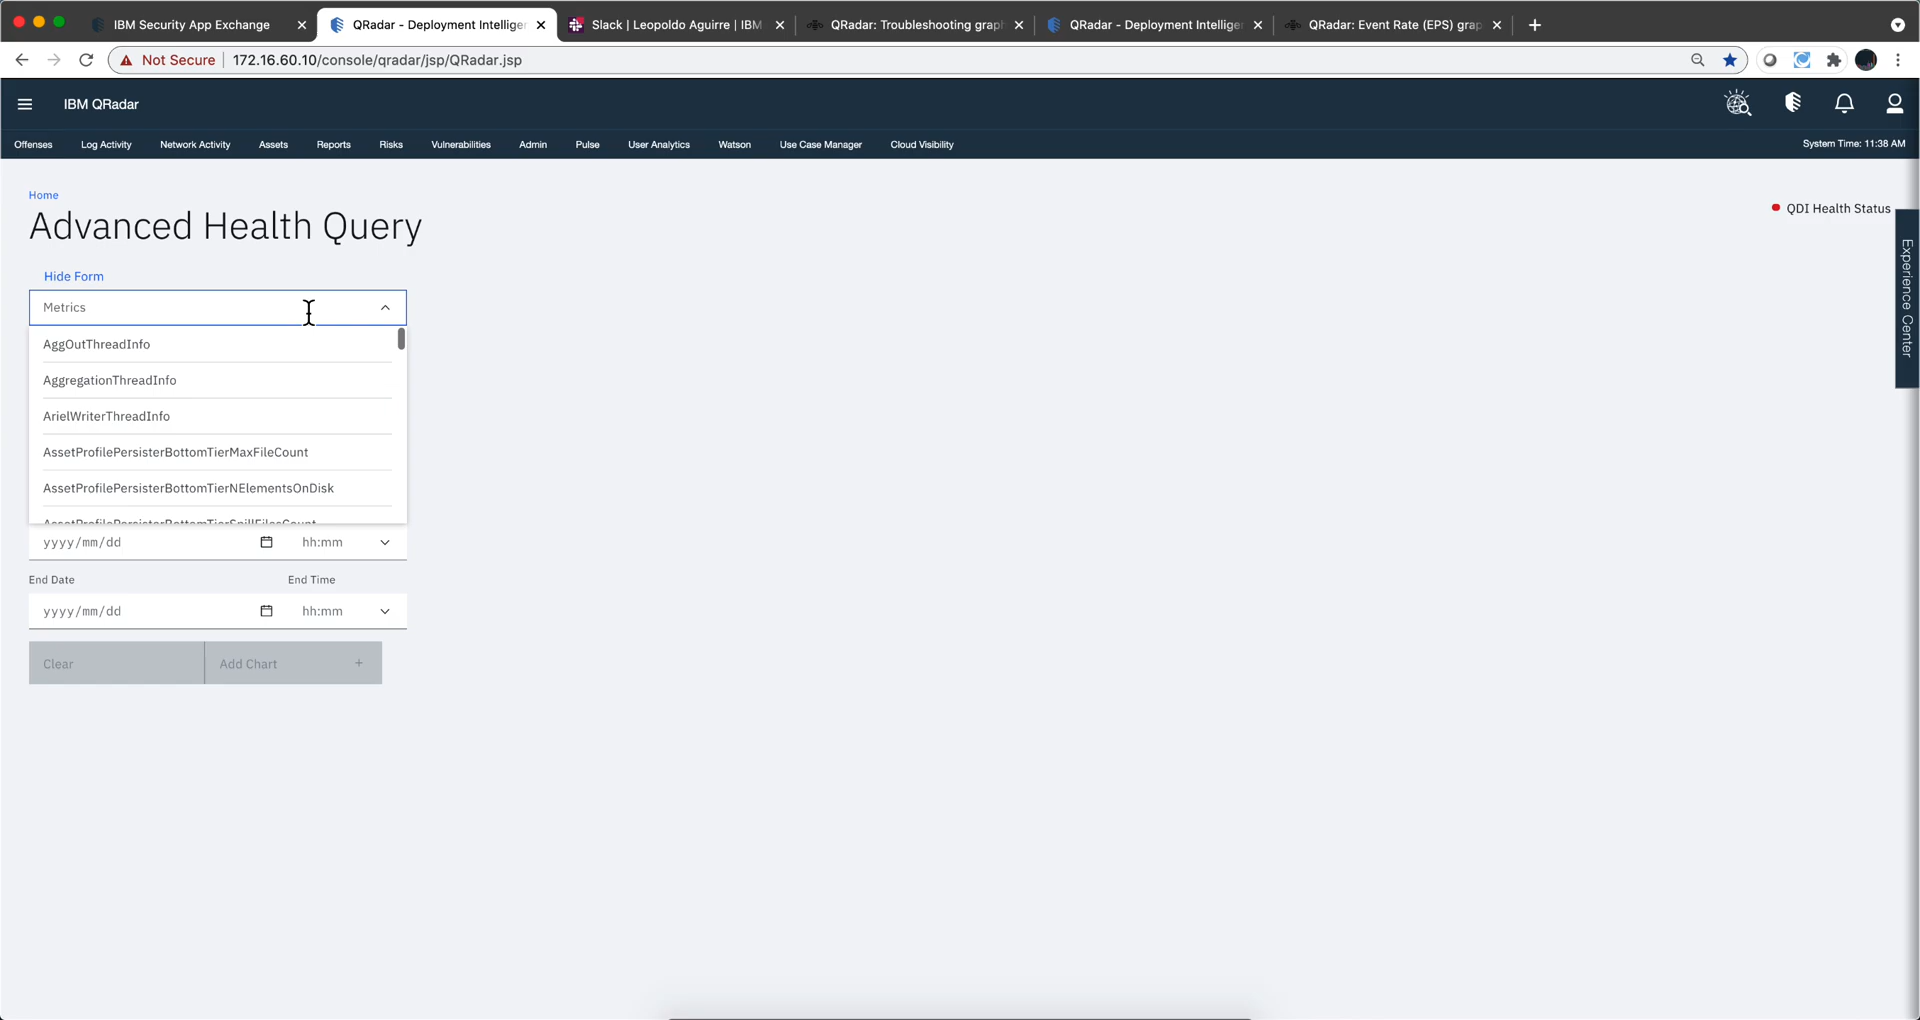 IBM Security App Exchange
QRadar - Deployment Intelliger
Slack | Leopoldo Aguirre | IBM
QRadar: Troubleshooting graph
QRadar - Deployment Intelliger
QRadar: Event Rate (EPS) grap
Not Secure 172.16.60.10/console/qradar/jsp/QRadar.jsp
IBM QRadar
Offenses Log Activity Network Activity Assets Reports Risks Vulnerabilities Admin Pulse User Analytics Watson Use Case Manager Cloud Visibility System Time: 11:38 AM
Home
Advanced Health Query
QDI Health Status
Experience Center
Hide Form
Metrics
AggOutThreadInfo
AggregationThreadInfo
ArielWriterThreadInfo
AssetProfilePersisterBottomTierMaxFileCount
AssetProfilePersisterBottomTierNElementsOnDisk
AssetProfilePersisterBottomTierSpillFilesCount
yyyy/mm/dd hh:mm
End Date End Time
yyyy/mm/dd hh:mm
Clear Add Chart +